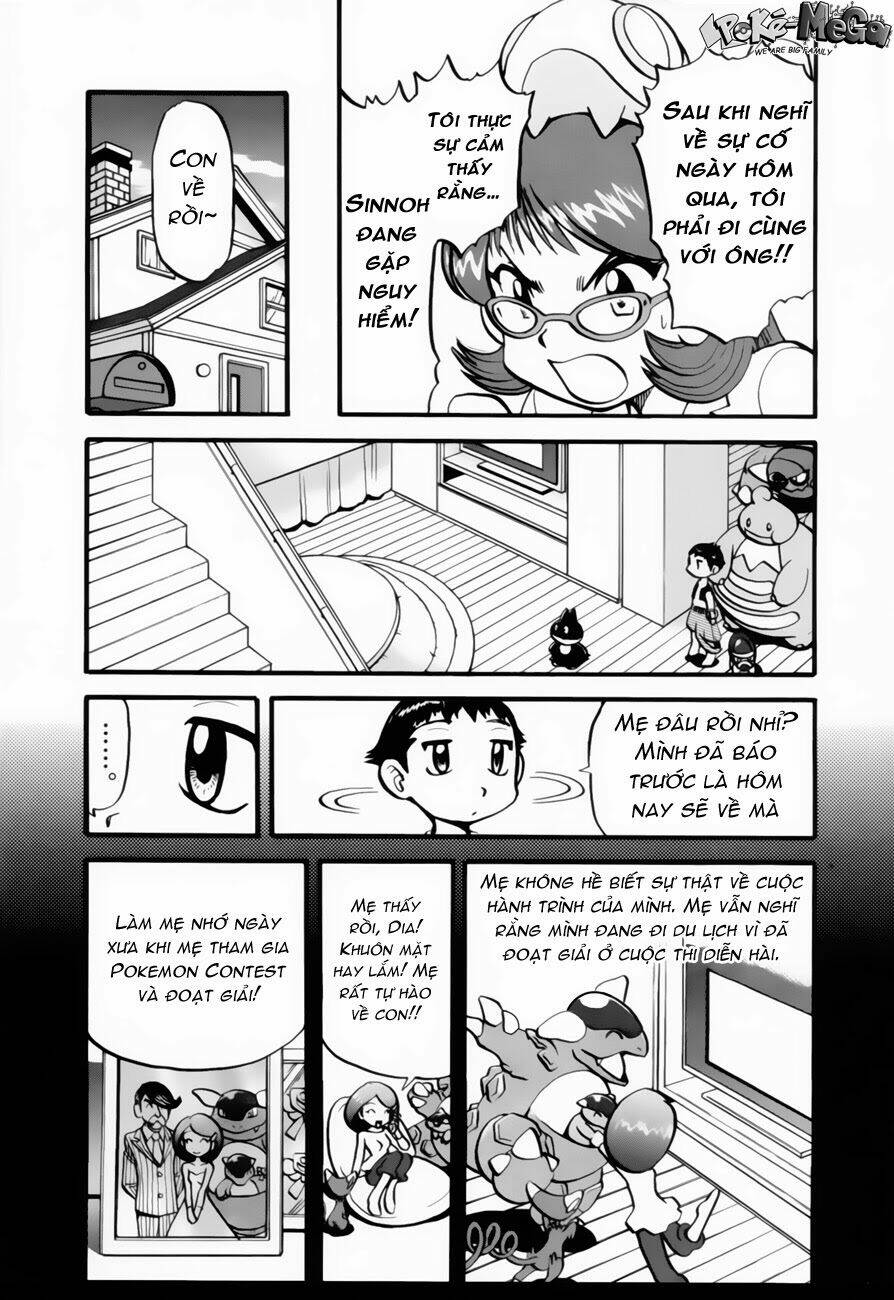 Poké-Mega
WE ARE BIG FAMILY
SAU KHI NGHĨ
VỀ SỰ CỐ
NGÀY HÔM
QUA, TÔI
PHẢI ĐI CÙNG
VỚI ÔNG!!
TÔI THỰC
SỰ CẢM
THẤY
RẰNG...
SINNOH
ĐANG
GẶP
NGUY
HIỂM!
CON
VỀ
RỒI~
MẸ ĐÂU RỒI NHỈ?
MÌNH ĐÃ BÁO
TRƯỚC LÀ HÔM
NAY SẼ VỀ MÀ
......
MẸ KHÔNG HỀ BIẾT SỰ THẬT VỀ CUỘC
HÀNH TRÌNH CỦA MÌNH. MẸ VẪN NGHĨ
RẰNG MÌNH ĐANG ĐI DU LỊCH VÌ ĐÃ
ĐOẠT GIẢI Ở CUỘC THI DIỄN HÀI.
MẸ THẤY
RỒI, DIA!
KHUÔN MẶT
HAY LẮM! MẸ
RẤT TỰ HÀO
VỀ CON!!
LÀM MẸ NHỚ NGÀY
XƯA KHI MẸ THAM GIA
POKEMON CONTEST
VÀ ĐOẠT GIẢI!